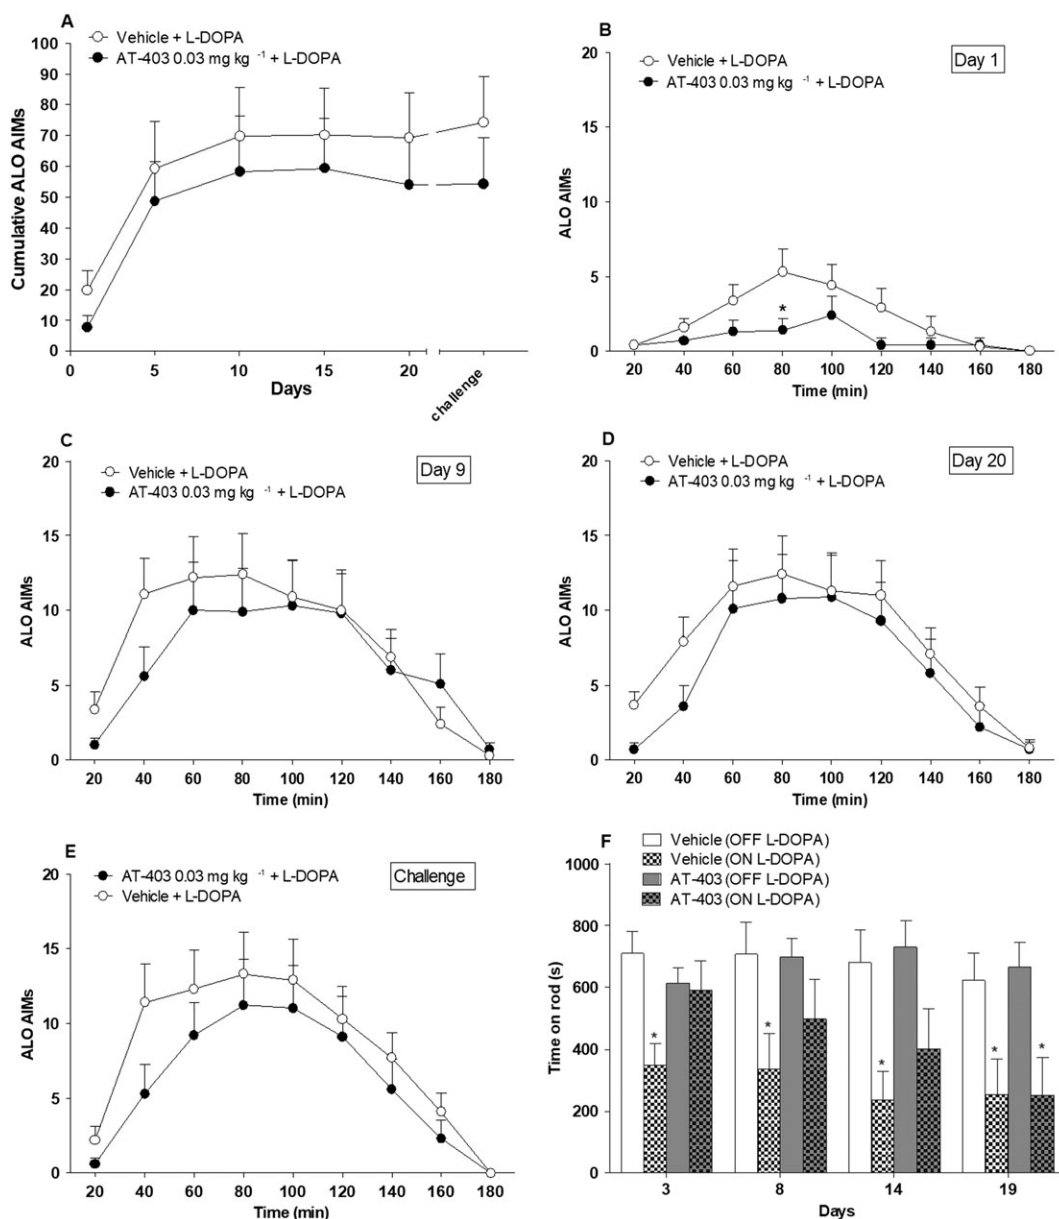 A
Vehicle + L-DOPA
AT-403 0.03 mg kg -1 + L-DOPA
100
90
80
70
60
50
40
30
20
10
0
Cumulative ALO AIMs
0 5 10 15 20 challenge
Days
B
Vehicle + L-DOPA
AT-403 0.03 mg kg -1 + L-DOPA
Day 1
20
15
10
5
0
ALO AIMs
*
20 40 60 80 100 120 140 160 180
Time (min)
C
Vehicle + L-DOPA
AT-403 0.03 mg kg -1 + L-DOPA
Day 9
20
15
10
5
0
ALO AIMs
20 40 60 80 100 120 140 160 180
Time (min)
D
Vehicle + L-DOPA
AT-403 0.03 mg kg -1 + L-DOPA
Day 20
20
15
10
5
0
ALO AIMs
20 40 60 80 100 120 140 160 180
Time (min)
E
AT-403 0.03 mg kg -1 + L-DOPA
Vehicle + L-DOPA
Challenge
20
15
10
5
0
ALO AIMs
20 40 60 80 100 120 140 160 180
Time (min)
F
Vehicle (OFF L-DOPA)
Vehicle (ON L-DOPA)
AT-403 (OFF L-DOPA)
AT-403 (ON L-DOPA)
1000
800
600
400
200
0
Time on rod (s)
* * * * *
3 8 14 19
Days